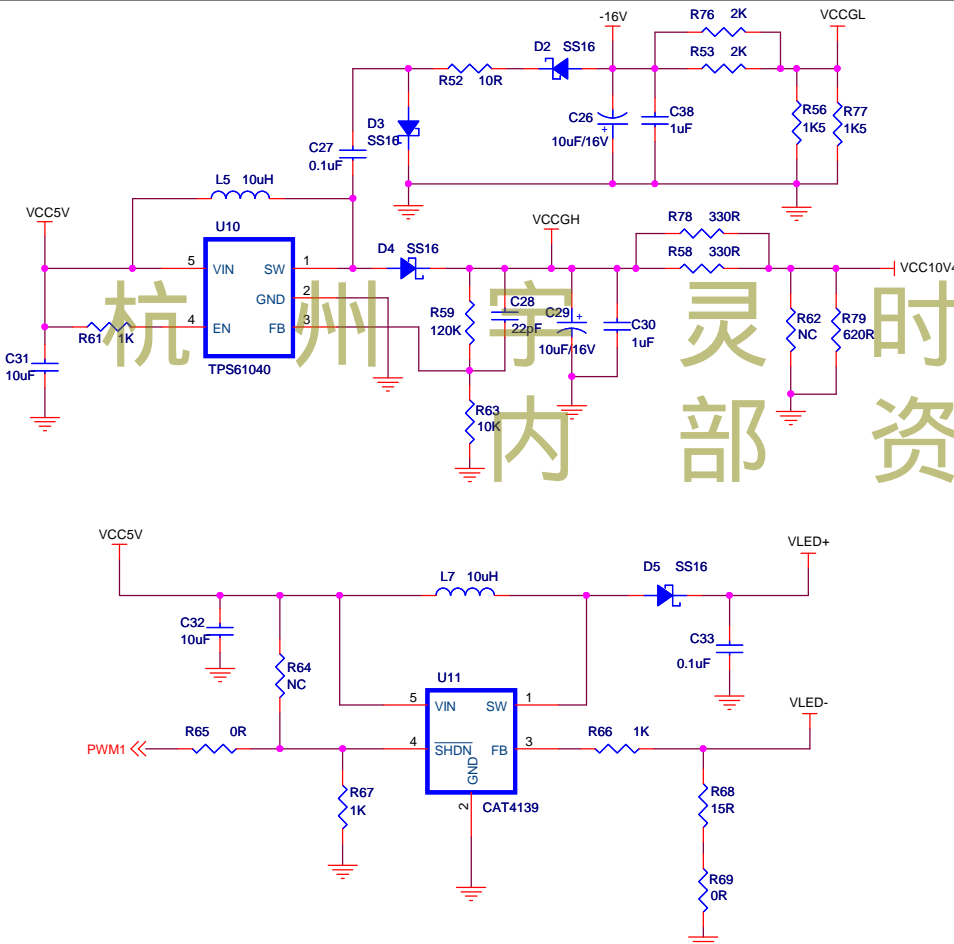 -16V
R76 2K
VCCGL
D2 SS16
R53 2K
R52 10R
D3
SS16
C26
10uF/16V
C38
1uF
R56
1K5
R77
1K5
C27
0.1uF
L5 10uH
VCC5V
U10
VCCGH
R78 330R
D4 SS16
R58 330R
5 VIN SW 1
VCC10V4
GND 2
4 EN FB 3
R61 1K
TPS61040
C31
10uF
R59
120K
C28
22pF
C29
10uF/16V
C30
1uF
R62
NC
R79
620R
R63
10K
杭 州 宇 灵 时
内 部 资
VCC5V
VLED+
L7 10uH
D5 SS16
C32
10uF
C33
0.1uF
R64
NC
U11
5 VIN SW 1
VLED-
PWM1
R65 0R
4 SHDN FB 3
R66 1K
GND
2
CAT4139
R67
1K
R68
15R
R69
0R